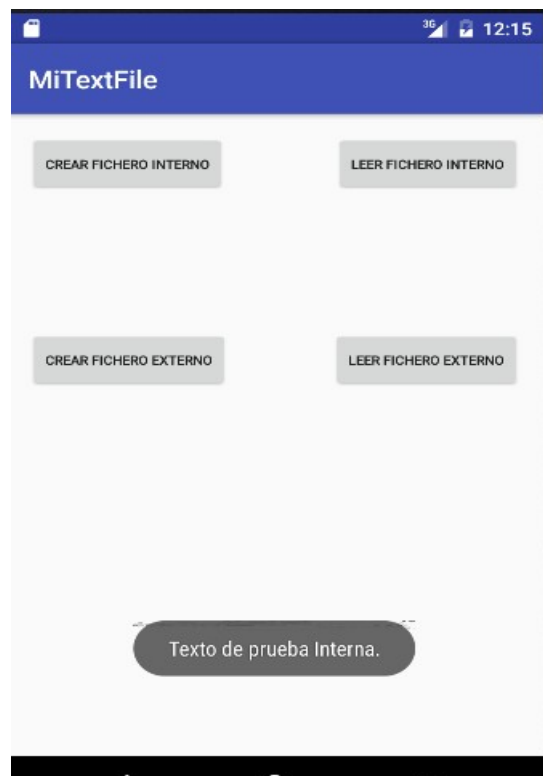 3G 12:15
MiTextFile
CREAR FICHERO INTERNO LEER FICHERO INTERNO
CREAR FICHERO EXTERNO LEER FICHERO EXTERNO
Texto de prueba Interna.